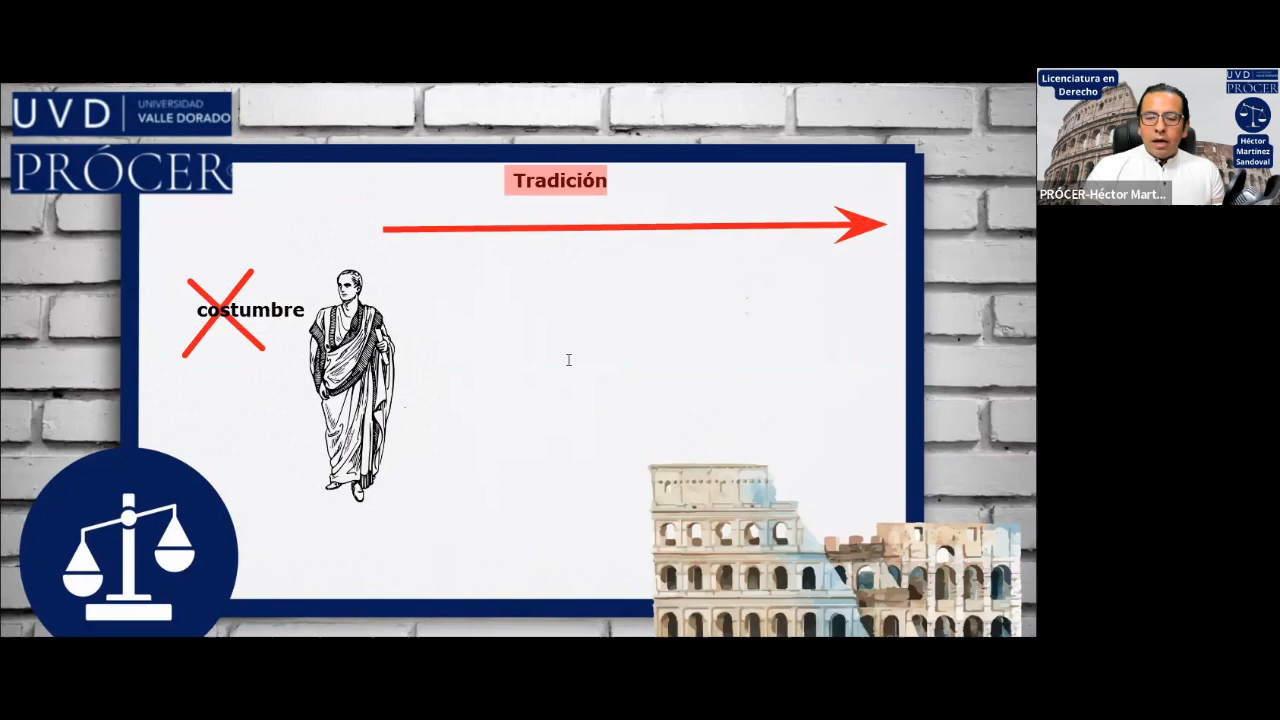 UVD
UNIVERSIDAD
VALLE DORADO
PRÓCER
Tradición
costumbre
Licenciatura en
Derecho
UVD
PRÓCER
Héctor
Martínez
Sandoval
PRÓCER-Héctor Mart...